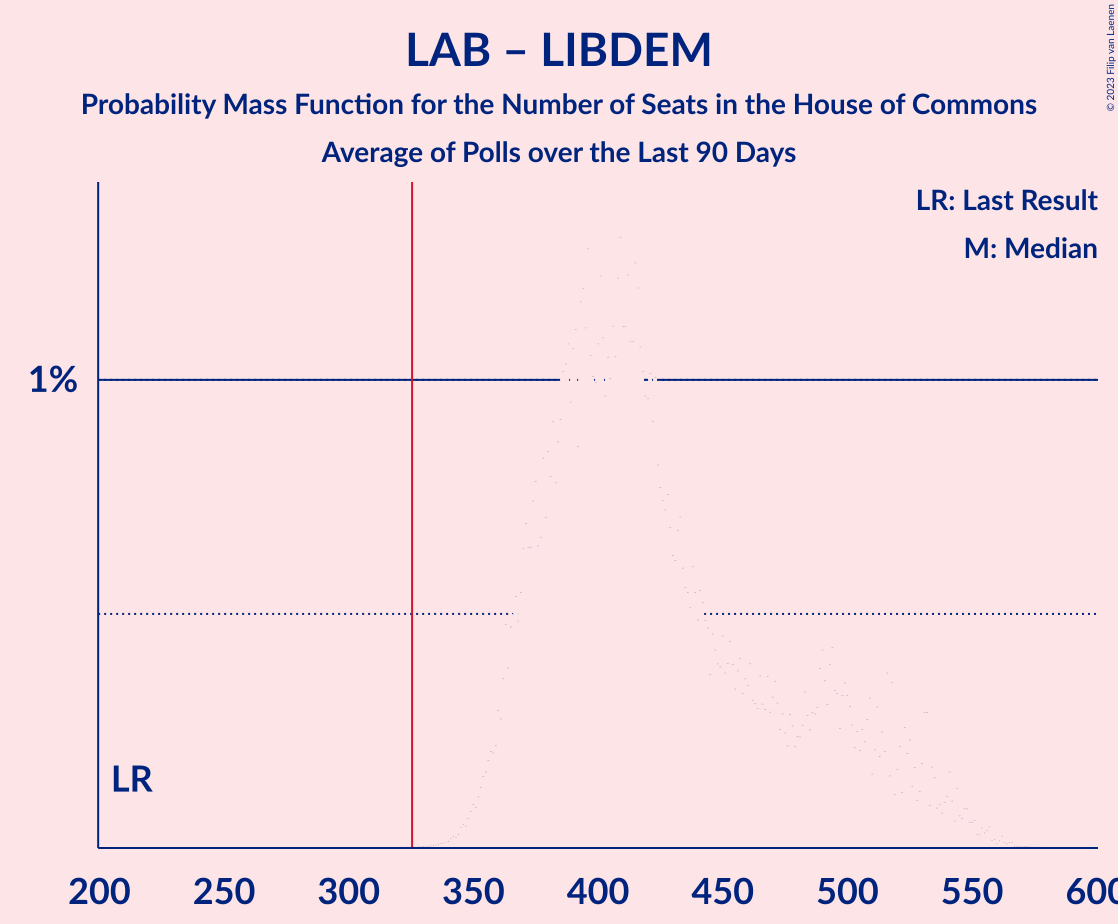 LAB – LIBDEM
Probability Mass Function for the Number of Seats in the House of Commons
Average of Polls over the Last 90 Days
© 2023 Filip van Laenen
LR: Last Result
M: Median
1%
LR
200 250 300 350 400 450 500 550 600